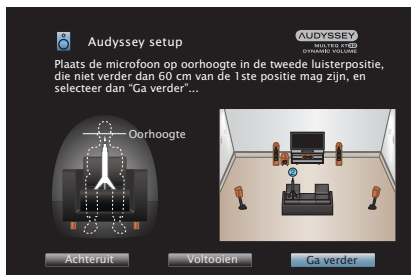 Audyssey setup
AUDYSSEY
MULTEQ XT32
DYNAMIC VOLUME
Plaats de microfoon op oorhoogte in de tweede luisterpositie,
die niet verder dan 60 cm van de 1ste positie mag zijn, en
selecteer dan “Ga verder”...
Oorhoogte
2
Achteruit
Voltooien
Ga verder